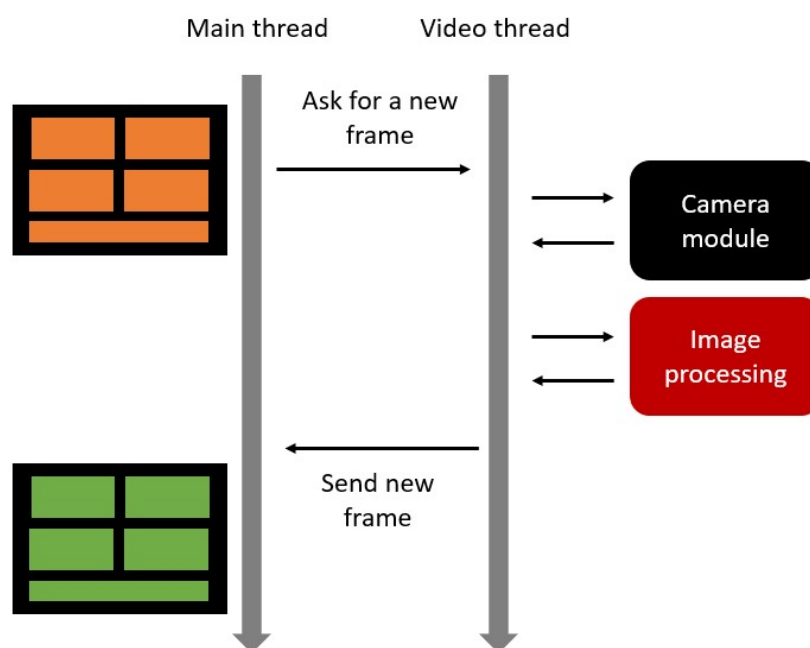 Main thread
Video thread
Ask for a new
frame
Camera
module
Image
processing
Send new
frame